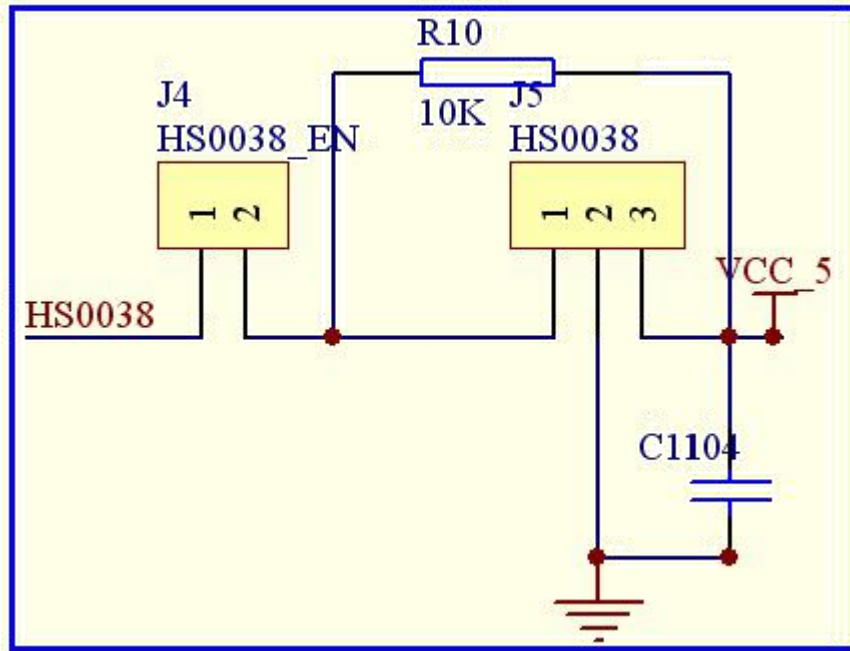 R10
10K
J4
HS0038_EN
1 2
J5
HS0038
1 2 3
VCC_5
HS0038
C1104